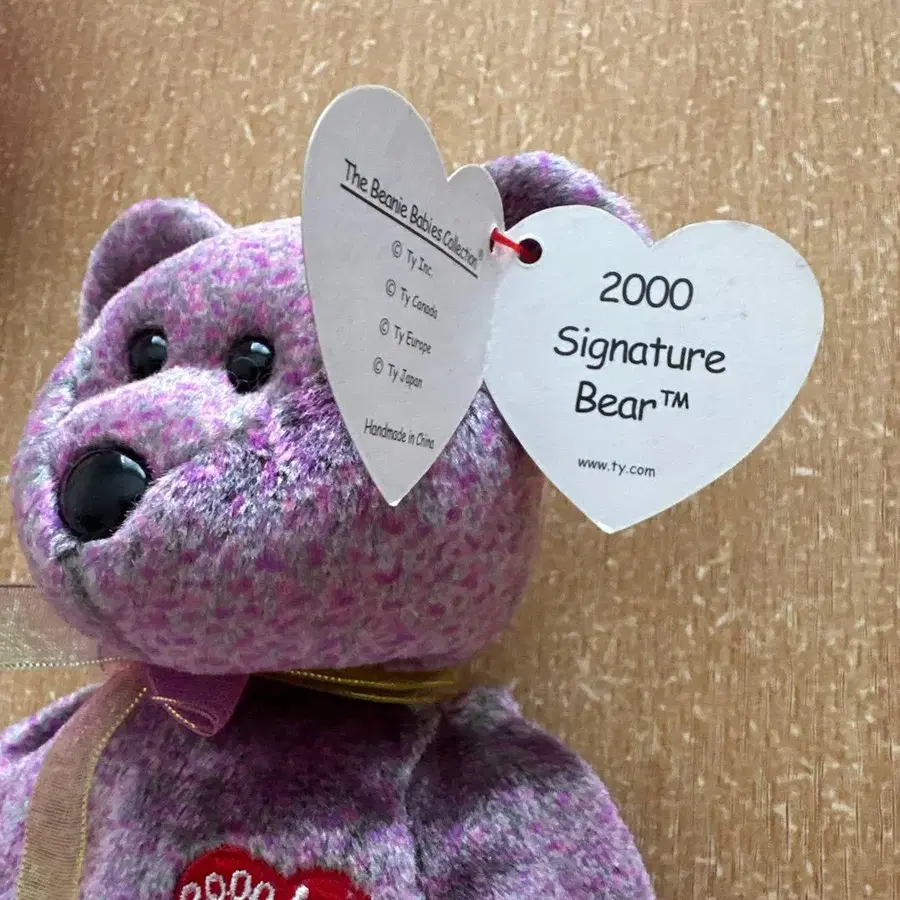 The Beanie Babies Collection®
© Ty Inc.
© Ty Canada
© Ty Europe
© Ty Japan
Handmade in China
2000
Signature
Bear™
www.ty.com